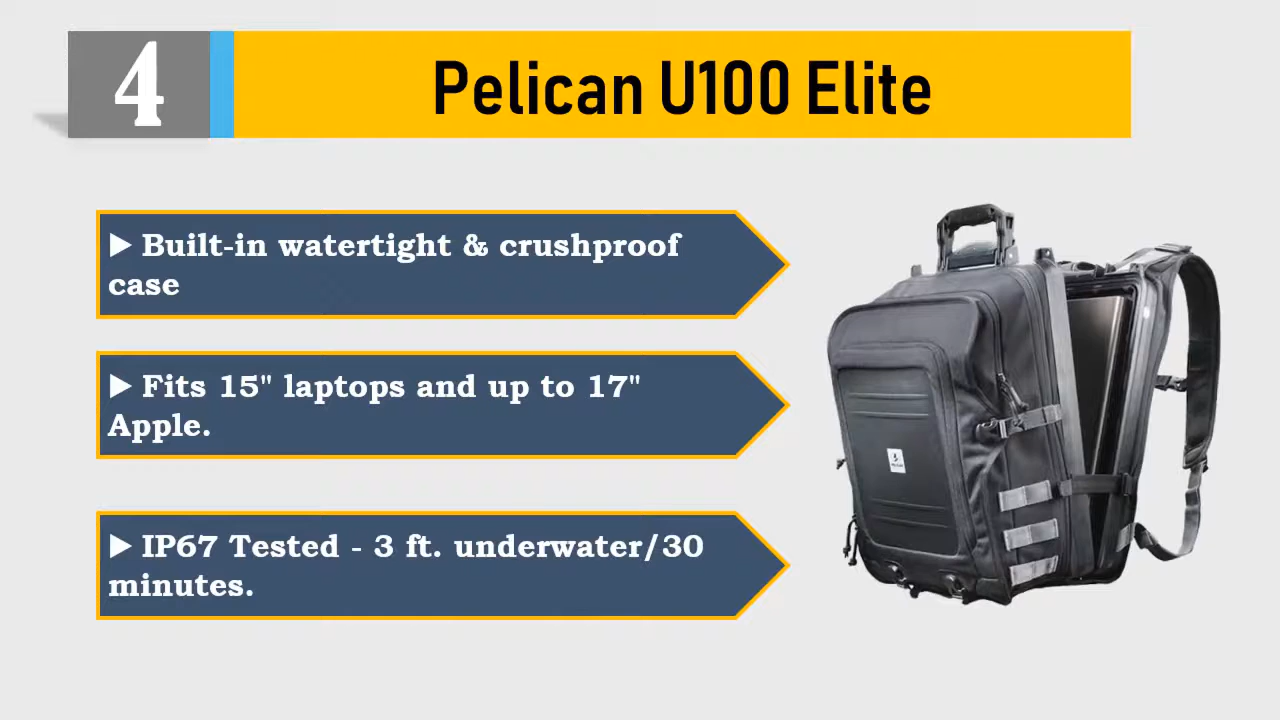 4
Pelican U100 Elite
▶ Built-in watertight & crushproof
case
▶ Fits 15" laptops and up to 17"
Apple.
▶ IP67 Tested - 3 ft. underwater/30
minutes.